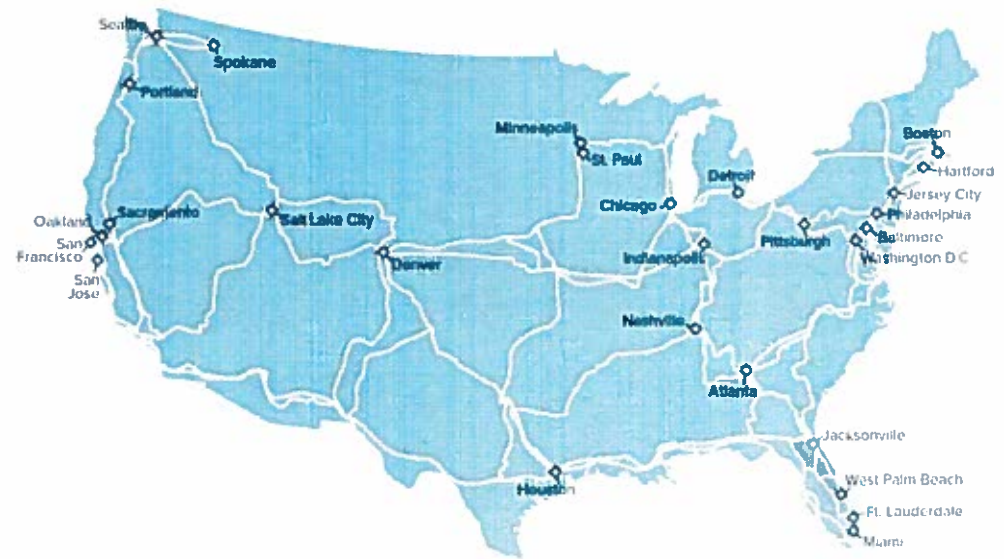 Seattle
Spokane
Portland
Minneapolis
St. Paul
Boston
Hartford
Detroit
Jersey City
Chicago
Philadelphia
Oakland
Sacramento
Salt Lake City
Baltimore
Pittsburgh
San
Francisco
Indianapolis
Washington D C
Denver
San
Jose
Nashville
Atlanta
Jacksonville
West Palm Beach
Houston
Ft. Lauderdale
Miami